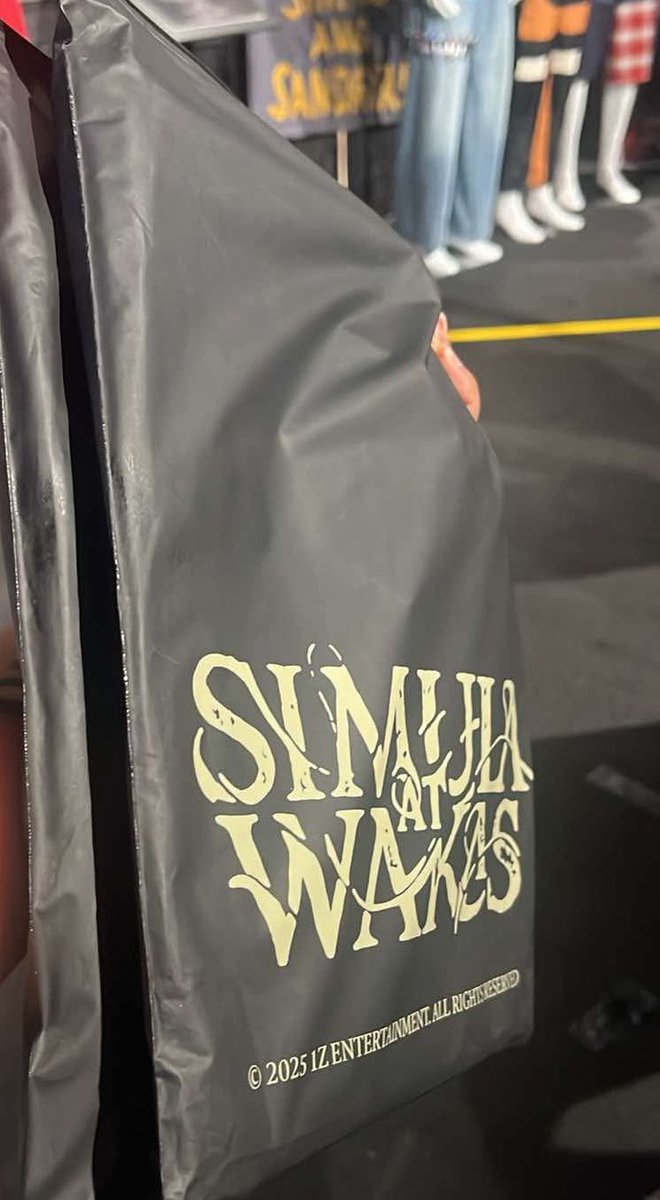 SIMULA
AT
WAKAS
© 2025 1Z ENTERTAINMENT. ALL RIGHTS RESERVED